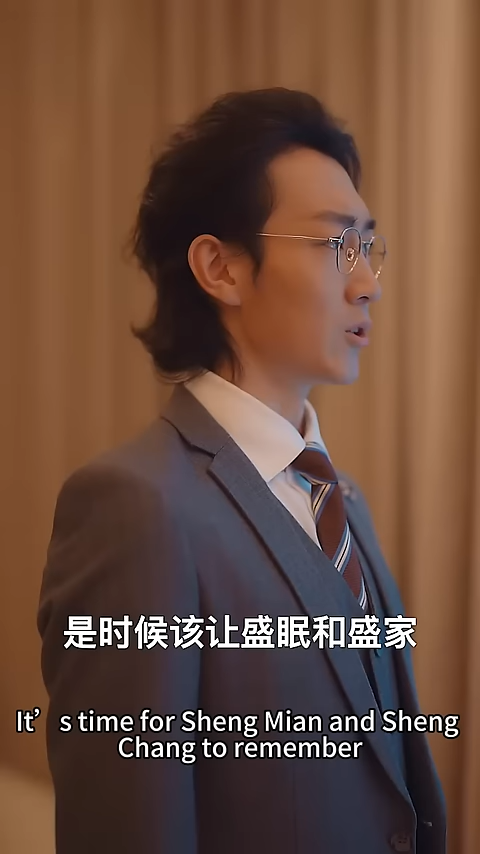 是时候该让盛眠和盛家
It’s time for Sheng Mian and Sheng
Chang to remember